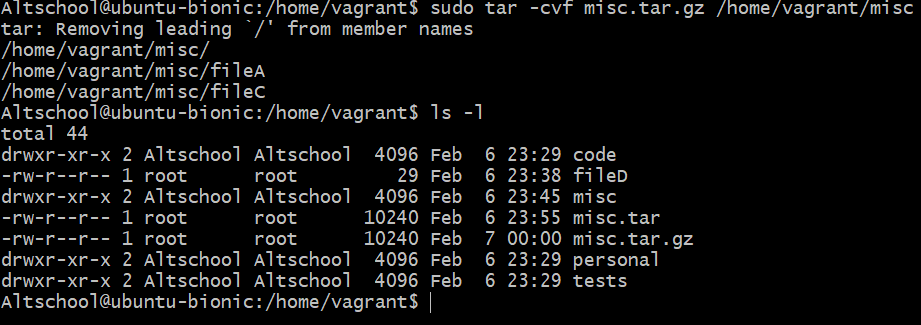 Altschool@ubuntu-bionic:/home/vagrant$ sudo tar -cvf misc.tar.gz /home/vagrant/misc
tar: Removing leading `/' from member names
/home/vagrant/misc/
/home/vagrant/misc/fileA
/home/vagrant/misc/fileC
Altschool@ubuntu-bionic:/home/vagrant$ ls -l
total 44
drwxr-xr-x 2 Altschool Altschool  4096 Feb  6 23:29 code
-rw-r--r-- 1 root      root         29 Feb  6 23:38 fileD
drwxr-xr-x 2 Altschool Altschool  4096 Feb  6 23:45 misc
-rw-r--r-- 1 root      root      10240 Feb  6 23:55 misc.tar
-rw-r--r-- 1 root      root      10240 Feb  7 00:00 misc.tar.gz
drwxr-xr-x 2 Altschool Altschool  4096 Feb  6 23:29 personal
drwxr-xr-x 2 Altschool Altschool  4096 Feb  6 23:29 tests
Altschool@ubuntu-bionic:/home/vagrant$